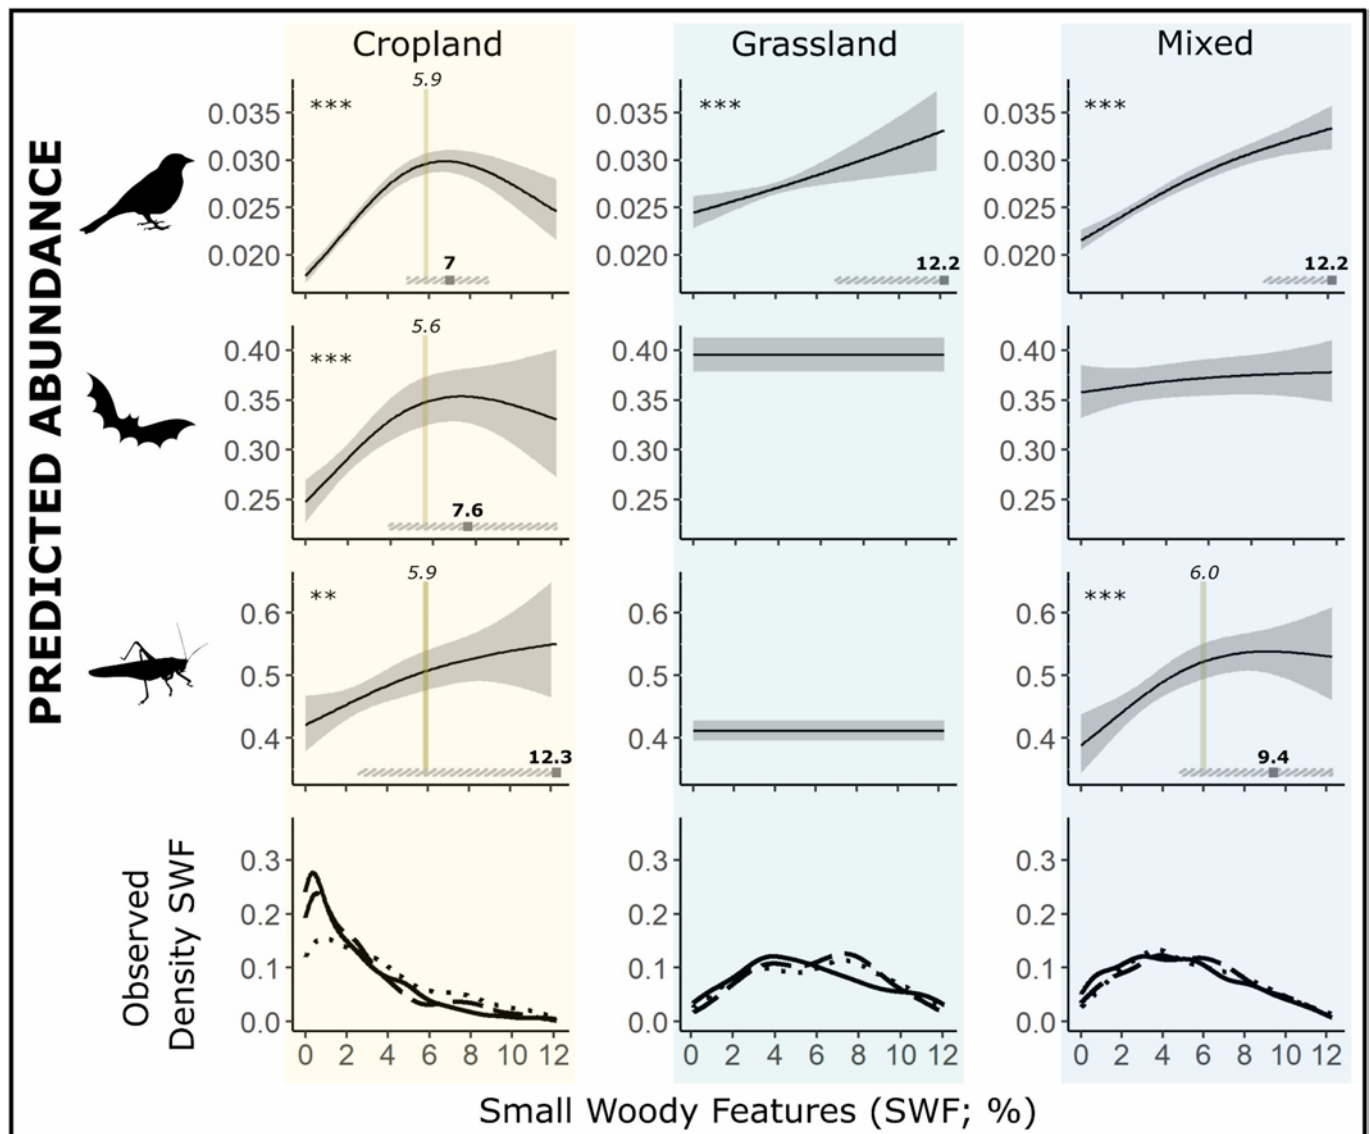 Cropland Grassland Mixed
PREDICTED ABUNDANCE
5.9
*** *** ***
0.035 0.035 0.035
0.030 0.030 0.030
0.025 0.025 0.025
0.020 0.020 0.020
7 12.2 12.2
5.6
0.40 0.40 0.40
***
0.35 0.35 0.35
0.30 0.30 0.30
0.25 0.25 0.25
7.6
5.9 6.0
** ***
0.6 0.6 0.6
0.5 0.5 0.5
0.4 0.4 0.4
12.3 9.4
Observed
Density SWF
0.3 0.3 0.3
0.2 0.2 0.2
0.1 0.1 0.1
0.0 0.0 0.0
0 2 4 6 8 10 12 0 2 4 6 8 10 12 0 2 4 6 8 10 12
Small Woody Features (SWF; %)